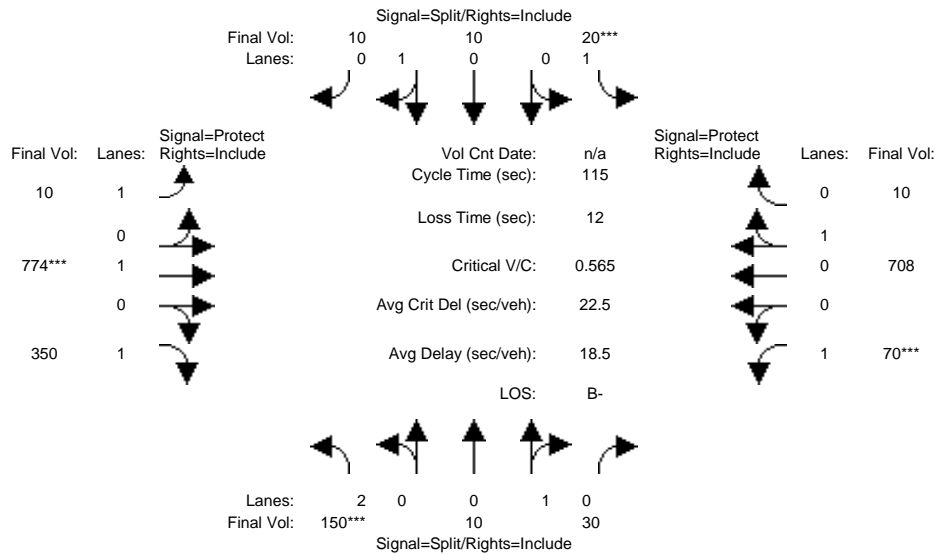 Signal=Split/Rights=Include
Final Vol: 10 10 20***
Lanes: 0 1 0 0 1
Signal=Protect
Final Vol: Lanes: Rights=Include Vol Cnt Date: n/a Signal=Protect
Rights=Include Lanes: Final Vol:
Cycle Time (sec): 115
10 1 0 10
Loss Time (sec): 12
0 1
774*** 1 Critical V/C: 0.565 0 708
0 Avg Crit Del (sec/veh): 22.5 0
350 1 Avg Delay (sec/veh): 18.5 1 70***
LOS: B-
Lanes: 2 0 0 1 0
Final Vol: 150*** 10 30
Signal=Split/Rights=Include